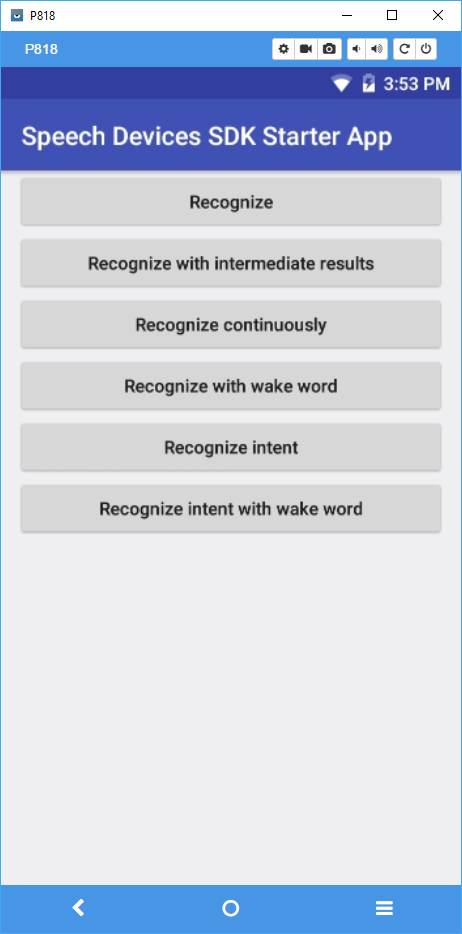 P818
P818
3:53 PM
Speech Devices SDK Starter App
Recognize
Recognize with intermediate results
Recognize continuously
Recognize with wake word
Recognize intent
Recognize intent with wake word